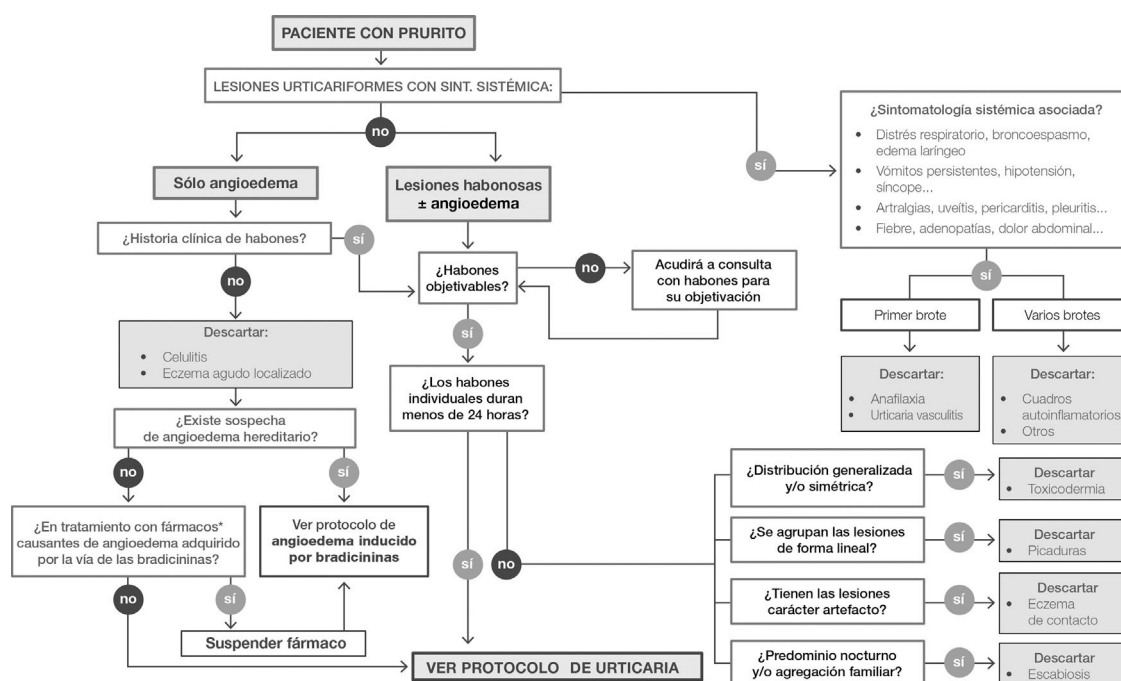 PACIENTE CON PRURITO
LESIONES URTICARIFORMES CON SINT. SISTÉMICA:
no
sí
¿Sintomatología sistémica asociada?
• Distrés respiratorio, broncoespasmo,
edema laríngeo
• Vómitos persistentes, hipotensión,
síncope...
• Artralgias, uveítis, pericarditis, pleuritis...
• Fiebre, adenopatías, dolor abdominal...
sí
Primer brote
Varios brotes
Descartar:
• Anafilaxia
• Urticaria vasculitis
Descartar:
• Cuadros
autoinflamatorios
• Otros
Sólo angioedema
Lesiones habonosas
± angioedema
¿Historia clínica de habones?
sí
no
¿Habones
objetivables?
no
Acudirá a consulta
con habones para
su objetivación
sí
Descartar:
• Celulitis
• Eczema agudo localizado
¿Los habones
individuales duran
menos de 24 horas?
¿Existe sospecha
de angioedema hereditario?
no
sí
¿En tratamiento con fármacos*
causantes de angioedema adquirido
por la vía de las bradicininas?
Ver protocolo de
angioedema inducido
por bradicininas
no
sí
Suspender fármaco
sí
no
VER PROTOCOLO DE URTICARIA
¿Distribución generalizada
y/o simétrica?
sí
Descartar
• Toxicodermia
¿Se agrupan las lesiones
de forma lineal?
sí
Descartar
• Picaduras
¿Tienen las lesiones
carácter artefacto?
sí
Descartar
• Eczema
de contacto
¿Predominio nocturno
y/o agregación familiar?
sí
Descartar
• Escabiosis